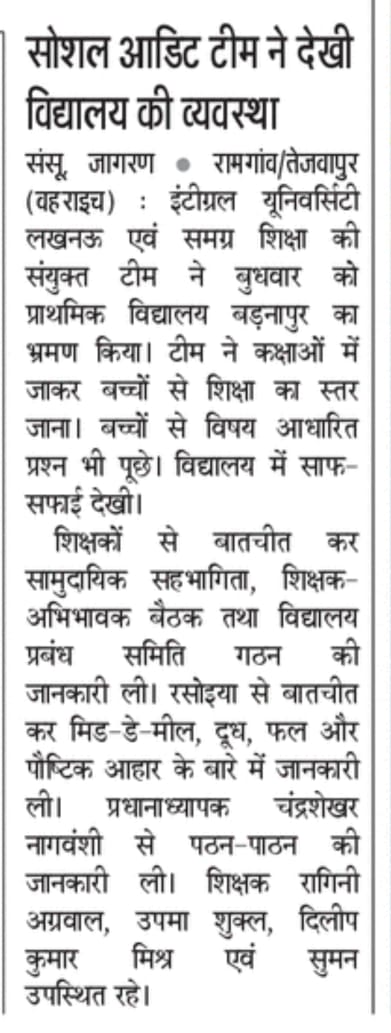 सोशल आडिट टीम ने देखी
विद्यालय की व्यवस्था
संसू, जागरण ● रामगांव/तेजवापुर
(बहराइच) : इंटीग्रल यूनिवर्सिटी
लखनऊ एवं समग्र शिक्षा की
संयुक्त टीम ने बुधवार को
प्राथमिक विद्यालय बड़नापुर का
भ्रमण किया। टीम ने कक्षाओं में
जाकर बच्चों से शिक्षा का स्तर
जाना। बच्चों से विषय आधारित
प्रश्न भी पूछे। विद्यालय में साफ-
सफाई देखी।
शिक्षकों से बातचीत कर
सामुदायिक सहभागिता, शिक्षक-
अभिभावक बैठक तथा विद्यालय
प्रबंध समिति गठन की
जानकारी ली। रसोइया से बातचीत
कर मिड-डे-मील, दूध, फल और
पौष्टिक आहार के बारे में जानकारी
ली। प्रधानाध्यापक चंद्रशेखर
नागवंशी से पठन-पाठन की
जानकारी ली। शिक्षक रागिनी
अग्रवाल, उपमा शुक्ल, दिलीप
कुमार मिश्र एवं सुमन
उपस्थित रहे।